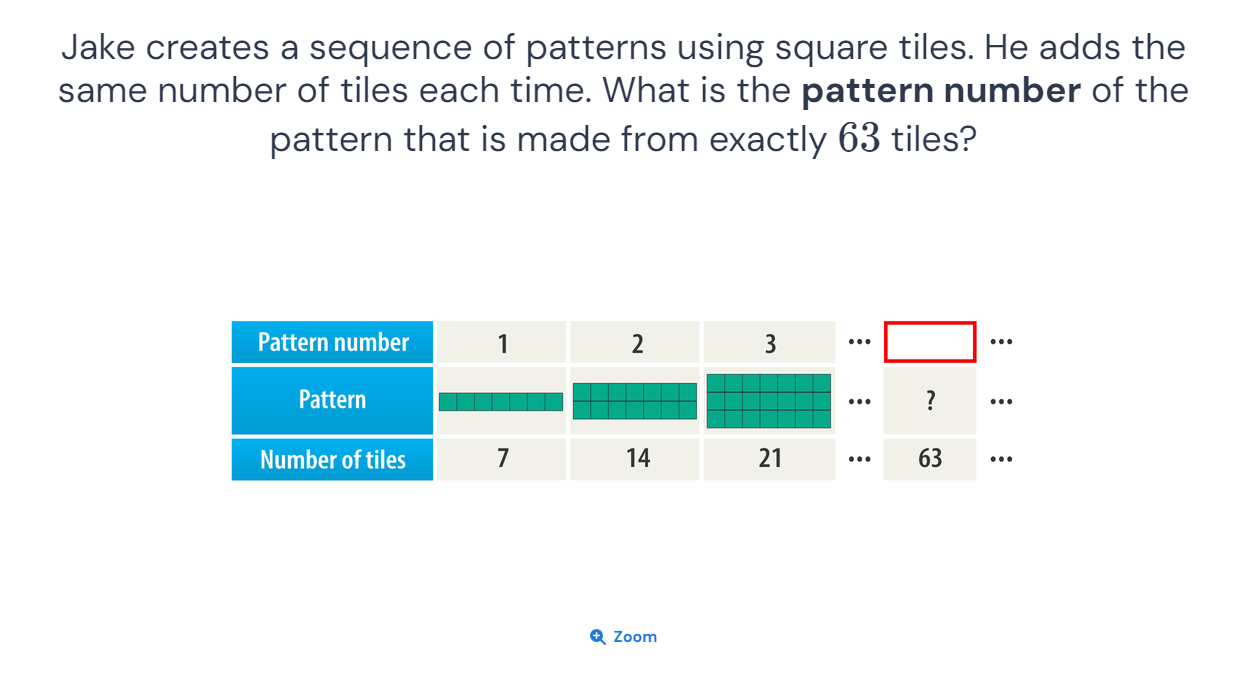 Jake creates a sequence of patterns using square tiles. He adds the
same number of tiles each time. What is the pattern number of the
pattern that is made from exactly 63 tiles?
Pattern number 1 2 3 ... ...
Pattern ... ? ...
Number of tiles 7 14 21 ... 63 ...
Zoom